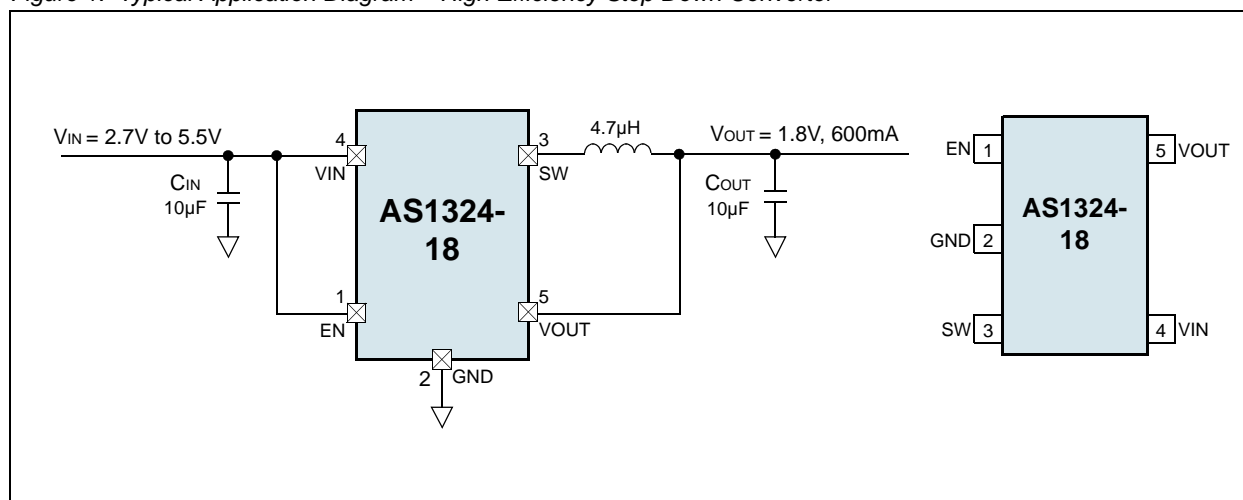 Figure Typical Application Diagram – High Efficiency Step Down Converter
VIN = 2.7V to 5.5V
CIN
10µF
4
VIN
1
EN
AS1324-
18
2 GND
3
SW
4.7µH
5
VOUT
VOUT = 1.8V, 600mA
COUT
10µF
EN 1
GND 2
SW 3
AS1324-
18
5 VOUT
4 VIN